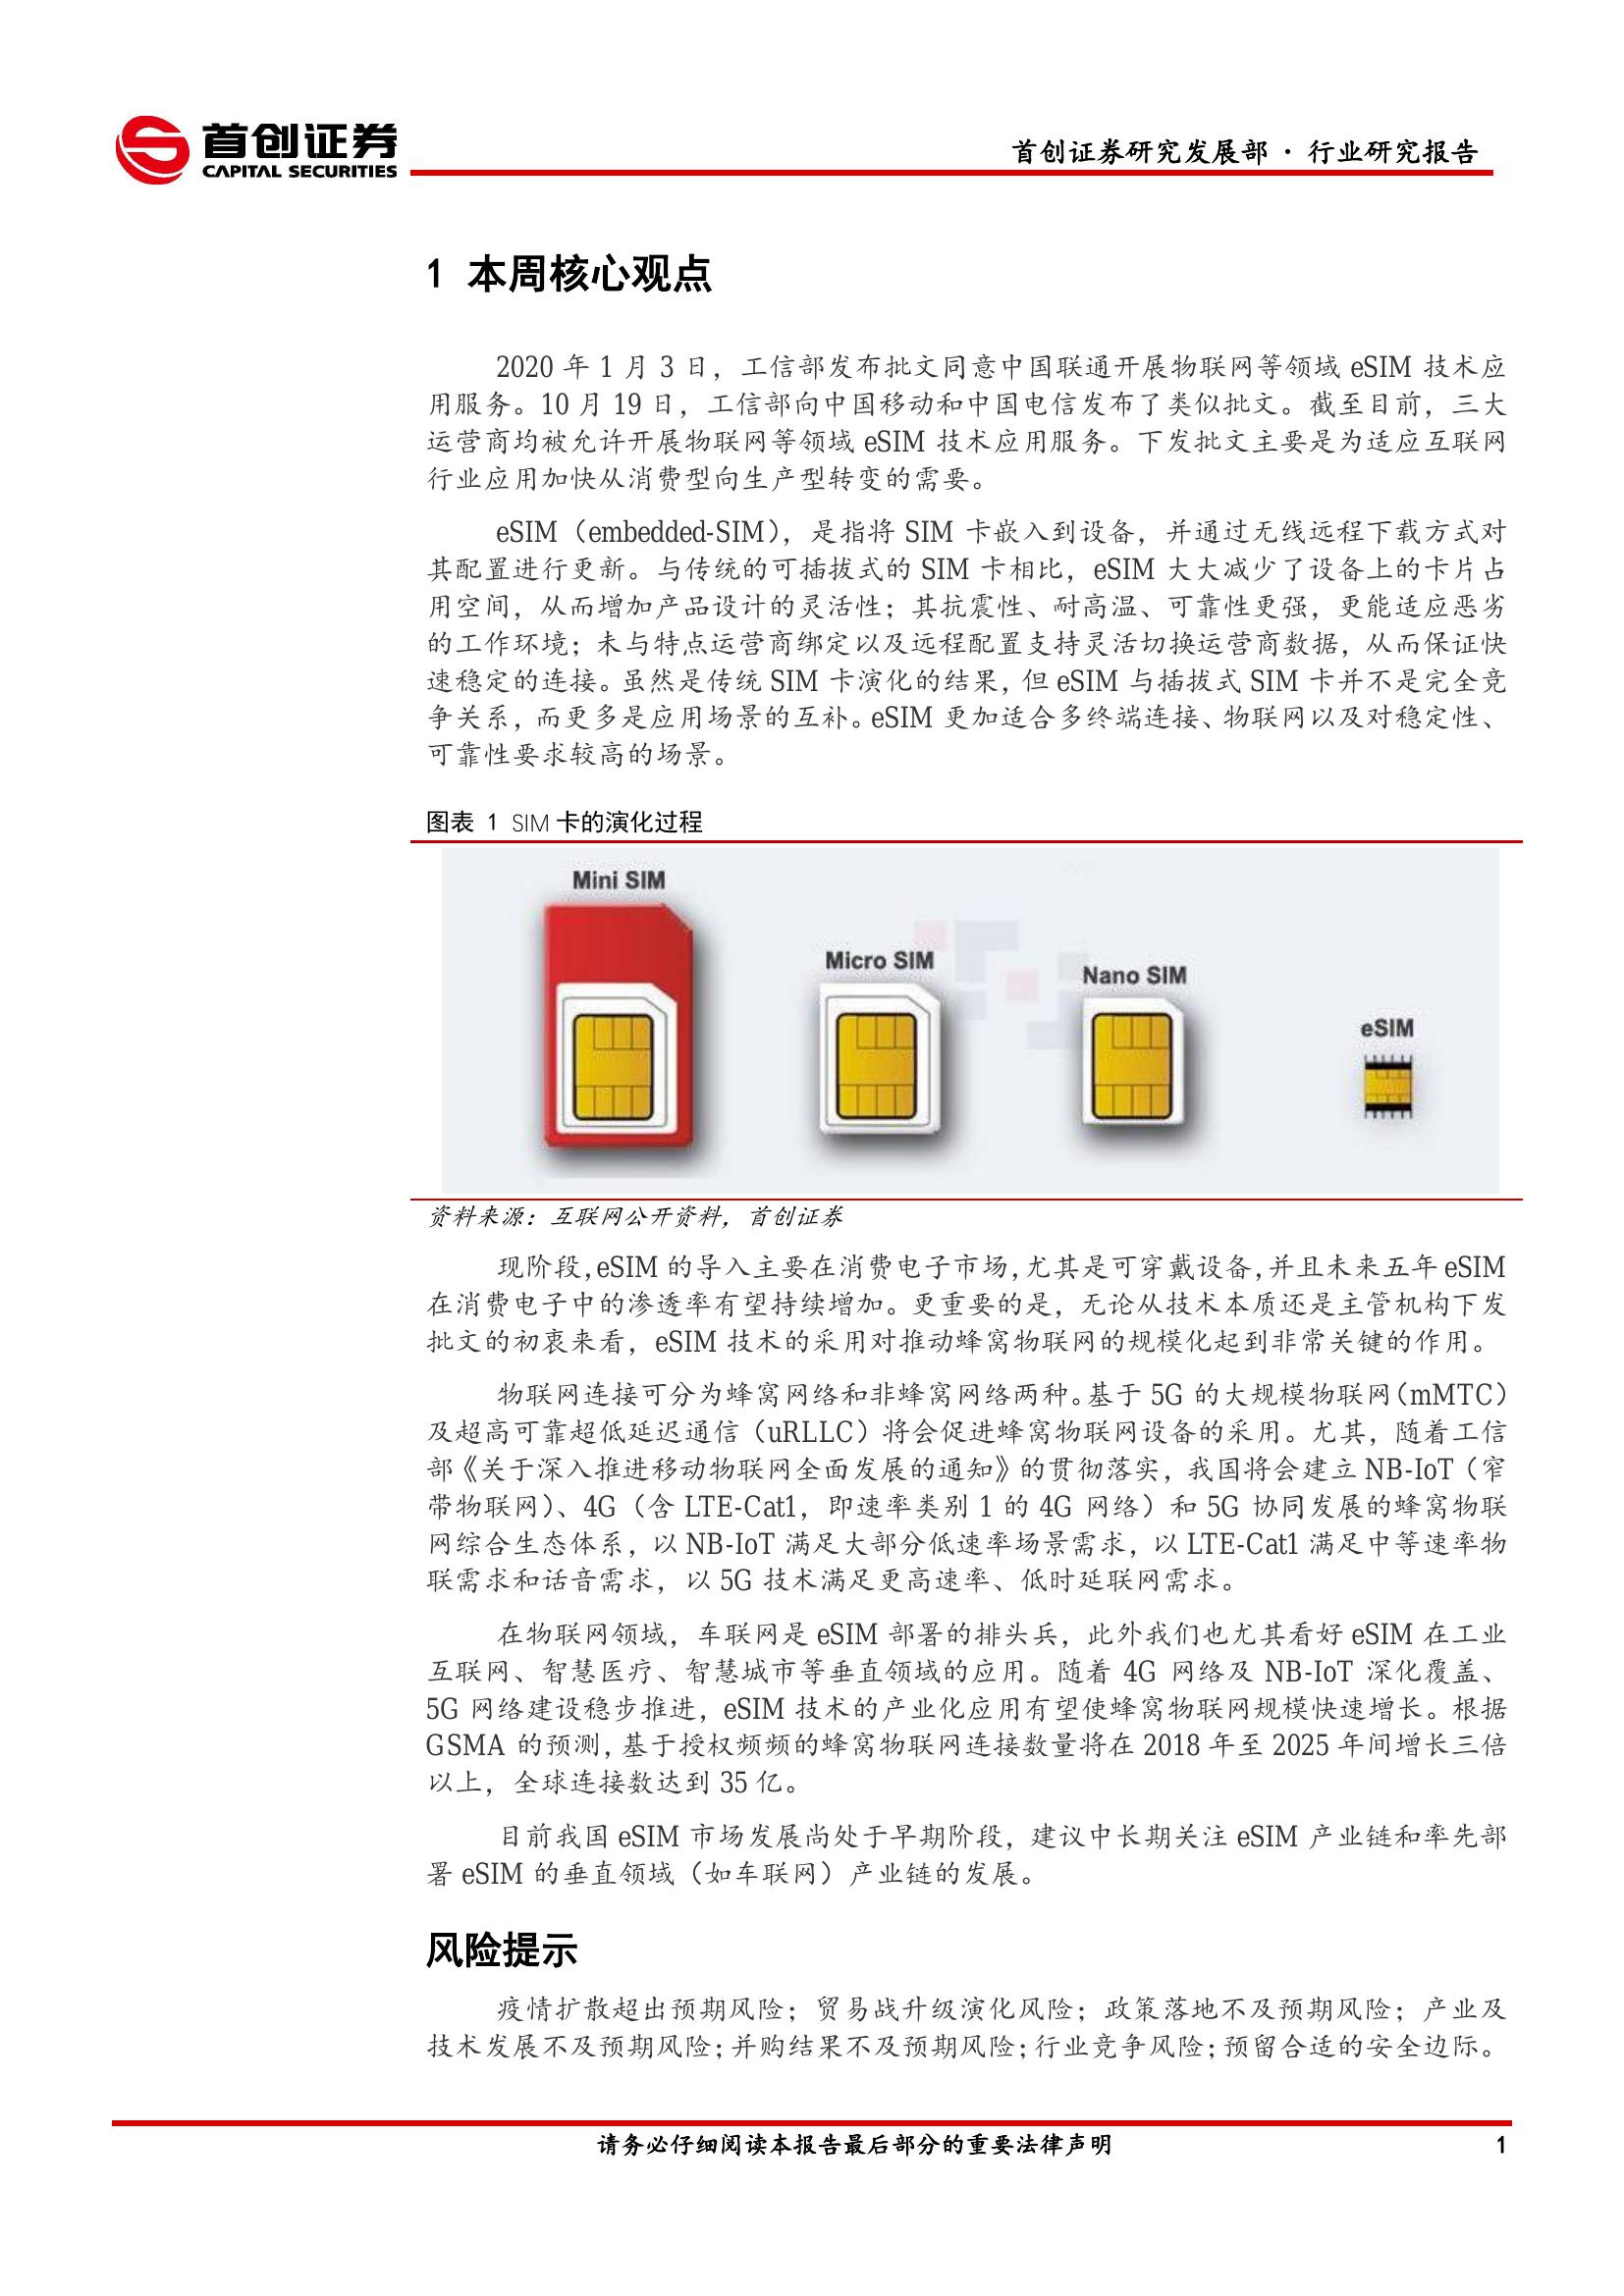 首创证券
CAPITAL SECURITIES
首创证券研究发展部 · 行业研究报告
1 本周核心观点
2020 年 1 月 3 日，工信部发布批文同意中国联通开展物联网等领域 eSIM 技术应
用服务。10 月 19 日，工信部向中国移动和中国电信发布了类似批文。截至目前，三大
运营商均被允许开展物联网等领域 eSIM 技术应用服务。下发批文主要是为适应互联网
行业应用加快从消费型向生产型转变的需要。
eSIM（embedded-SIM），是指将 SIM 卡嵌入到设备，并通过无线远程下载方式对
其配置进行更新。与传统的可插拔式的 SIM 卡相比，eSIM 大大减少了设备上的卡片占
用空间，从而增加产品设计的灵活性；其抗震性、耐高温、可靠性更强，更能适应恶劣
的工作环境；未与特点运营商绑定以及远程配置支持灵活切换运营商数据，从而保证快
速稳定的连接。虽然是传统 SIM 卡演化的结果，但 eSIM 与插拔式 SIM 卡并不是完全竞
争关系，而更多是应用场景的互补。eSIM 更加适合多终端连接、物联网以及对稳定性、
可靠性要求较高的场景。
图表 1 SIM 卡的演化过程
Mini SIM
Micro SIM
Nano SIM
eSIM
资料来源：互联网公开资料，首创证券
现阶段，eSIM 的导入主要在消费电子市场，尤其是可穿戴设备，并且未来五年 eSIM
在消费电子中的渗透率有望持续增加。更重要的是，无论从技术本质还是主管机构下发
批文的初衷来看，eSIM 技术的采用对推动蜂窝物联网的规模化起到非常关键的作用。
物联网连接可分为蜂窝网络和非蜂窝网络两种。基于 5G 的大规模物联网（mMTC）
及超高可靠超低延迟通信（uRLLC）将会促进蜂窝物联网设备的采用。尤其，随着工信
部《关于深入推进移动物联网全面发展的通知》的贯彻落实，我国将会建立 NB-IoT（窄
带物联网）、4G（含 LTE-Cat1，即速率类别 1 的 4G 网络）和 5G 协同发展的蜂窝物联
网综合生态体系，以 NB-IoT 满足大部分低速率场景需求，以 LTE-Cat1 满足中等速率物
联需求和话音需求，以 5G 技术满足更高速率、低时延联网需求。
在物联网领域，车联网是 eSIM 部署的排头兵，此外我们也尤其看好 eSIM 在工业
互联网、智慧医疗、智慧城市等垂直领域的应用。随着 4G 网络及 NB-IoT 深化覆盖、
5G 网络建设稳步推进，eSIM 技术的产业化应用有望使蜂窝物联网规模快速增长。根据
GSMA 的预测，基于授权频频的蜂窝物联网连接数量将在 2018 年至 2025 年间增长三倍
以上，全球连接数达到 35 亿。
目前我国 eSIM 市场发展尚处于早期阶段，建议中长期关注 eSIM 产业链和率先部
署 eSIM 的垂直领域（如车联网）产业链的发展。
风险提示
疫情扩散超出预期风险；贸易战升级演化风险；政策落地不及预期风险；产业及
技术发展不及预期风险；并购结果不及预期风险；行业竞争风险；预留合适的安全边际。
请务必仔细阅读本报告最后部分的重要法律声明 1